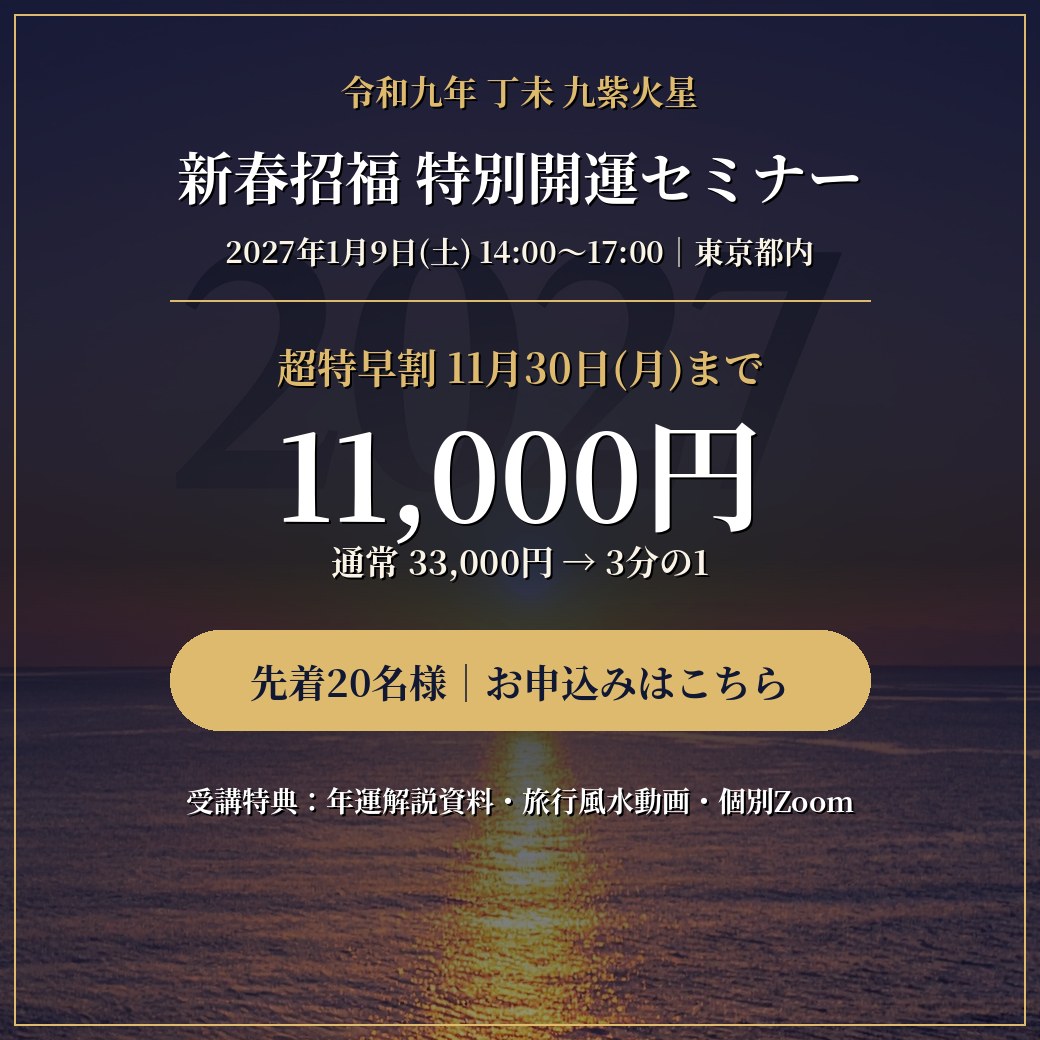 令和九年 丁未 九紫火星
新春招福 特別開運セミナー
2027年1月9日(土) 14:00〜17:00｜東京都内
2027
超特早割 11月30日(月)まで
11,000円
通常 33,000円 → 3分の1
先着20名様｜お申込みはこちら
受講特典：年運解説資料・旅行風水動画・個別Zoom